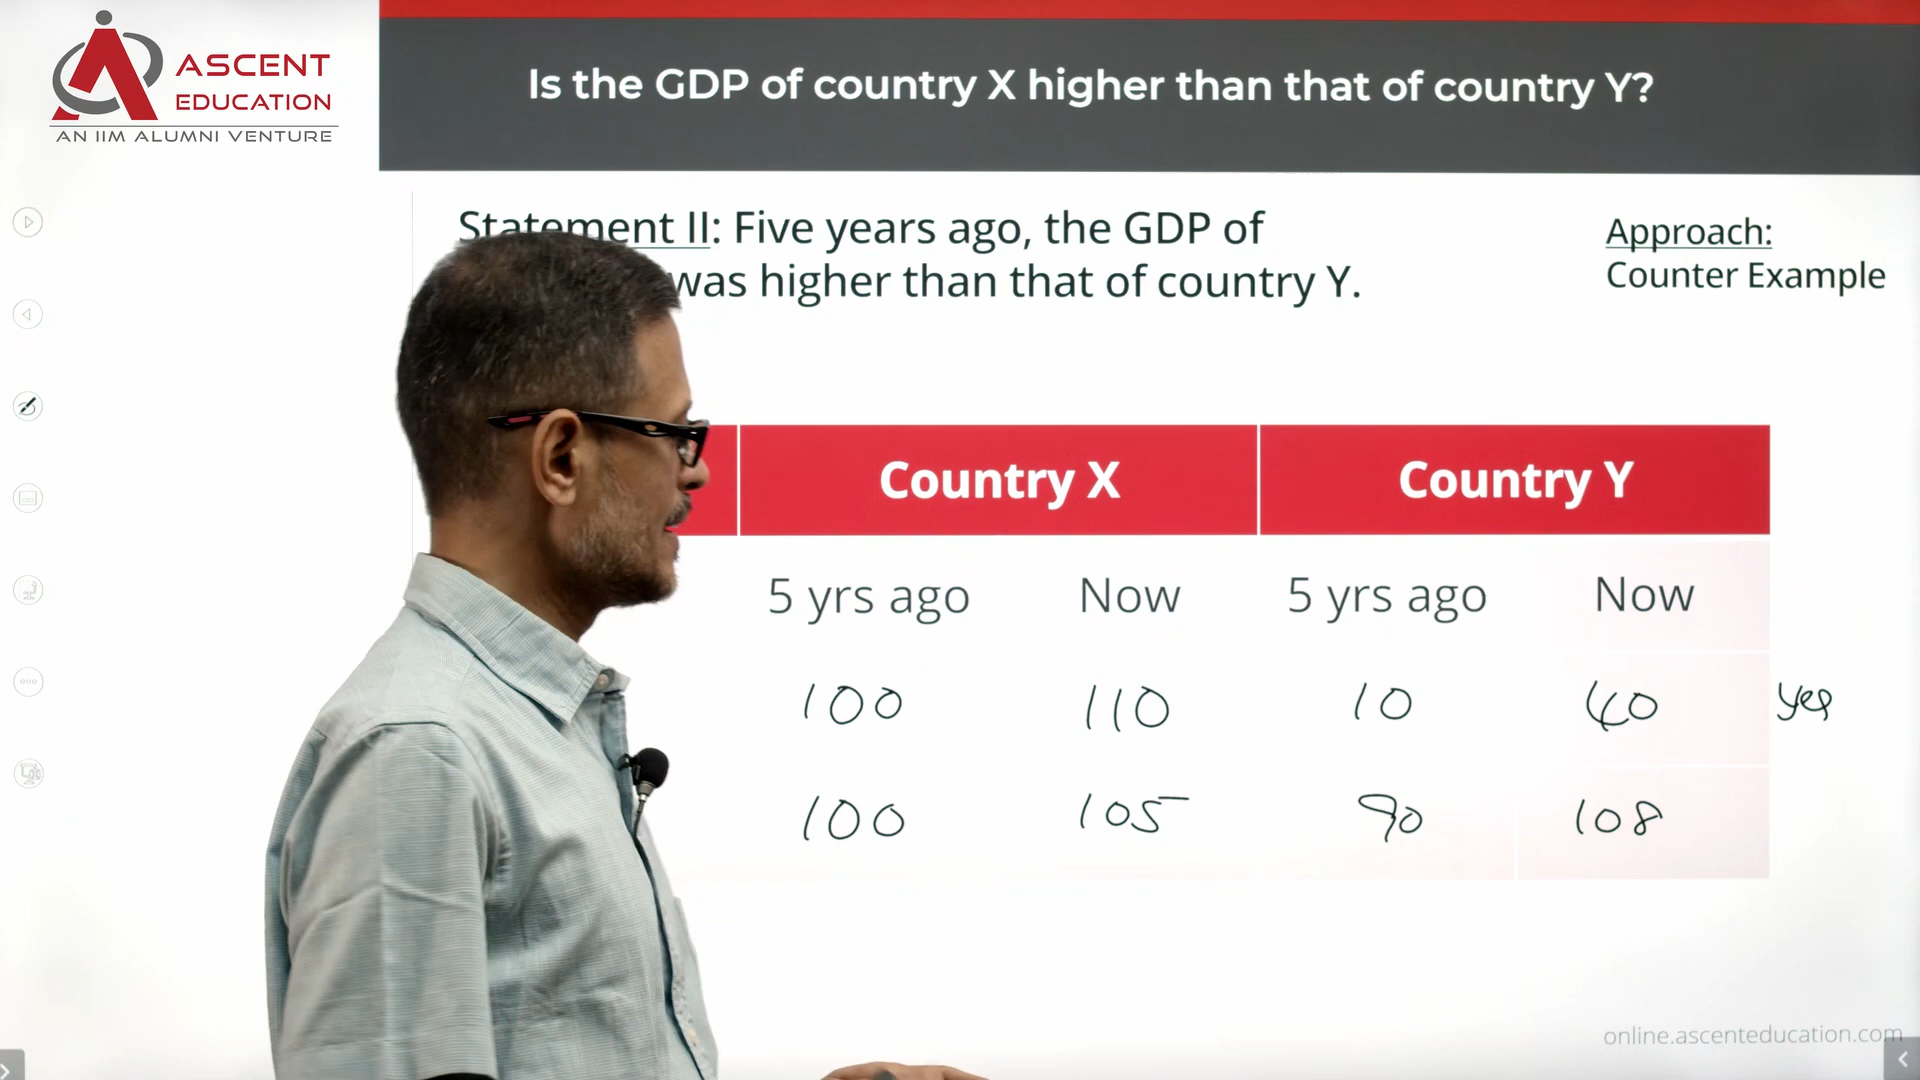 ASCENT
EDUCATION
AN IIM ALUMNI VENTURE
Is the GDP of country X higher than that of country Y?
Statement II: Five years ago, the GDP of
was higher than that of country Y.
Approach:
Counter Example
Country X Country Y
5 yrs ago Now 5 yrs ago Now
100 110 10 40 yes
100 105 90 108
online.ascenteducation.com